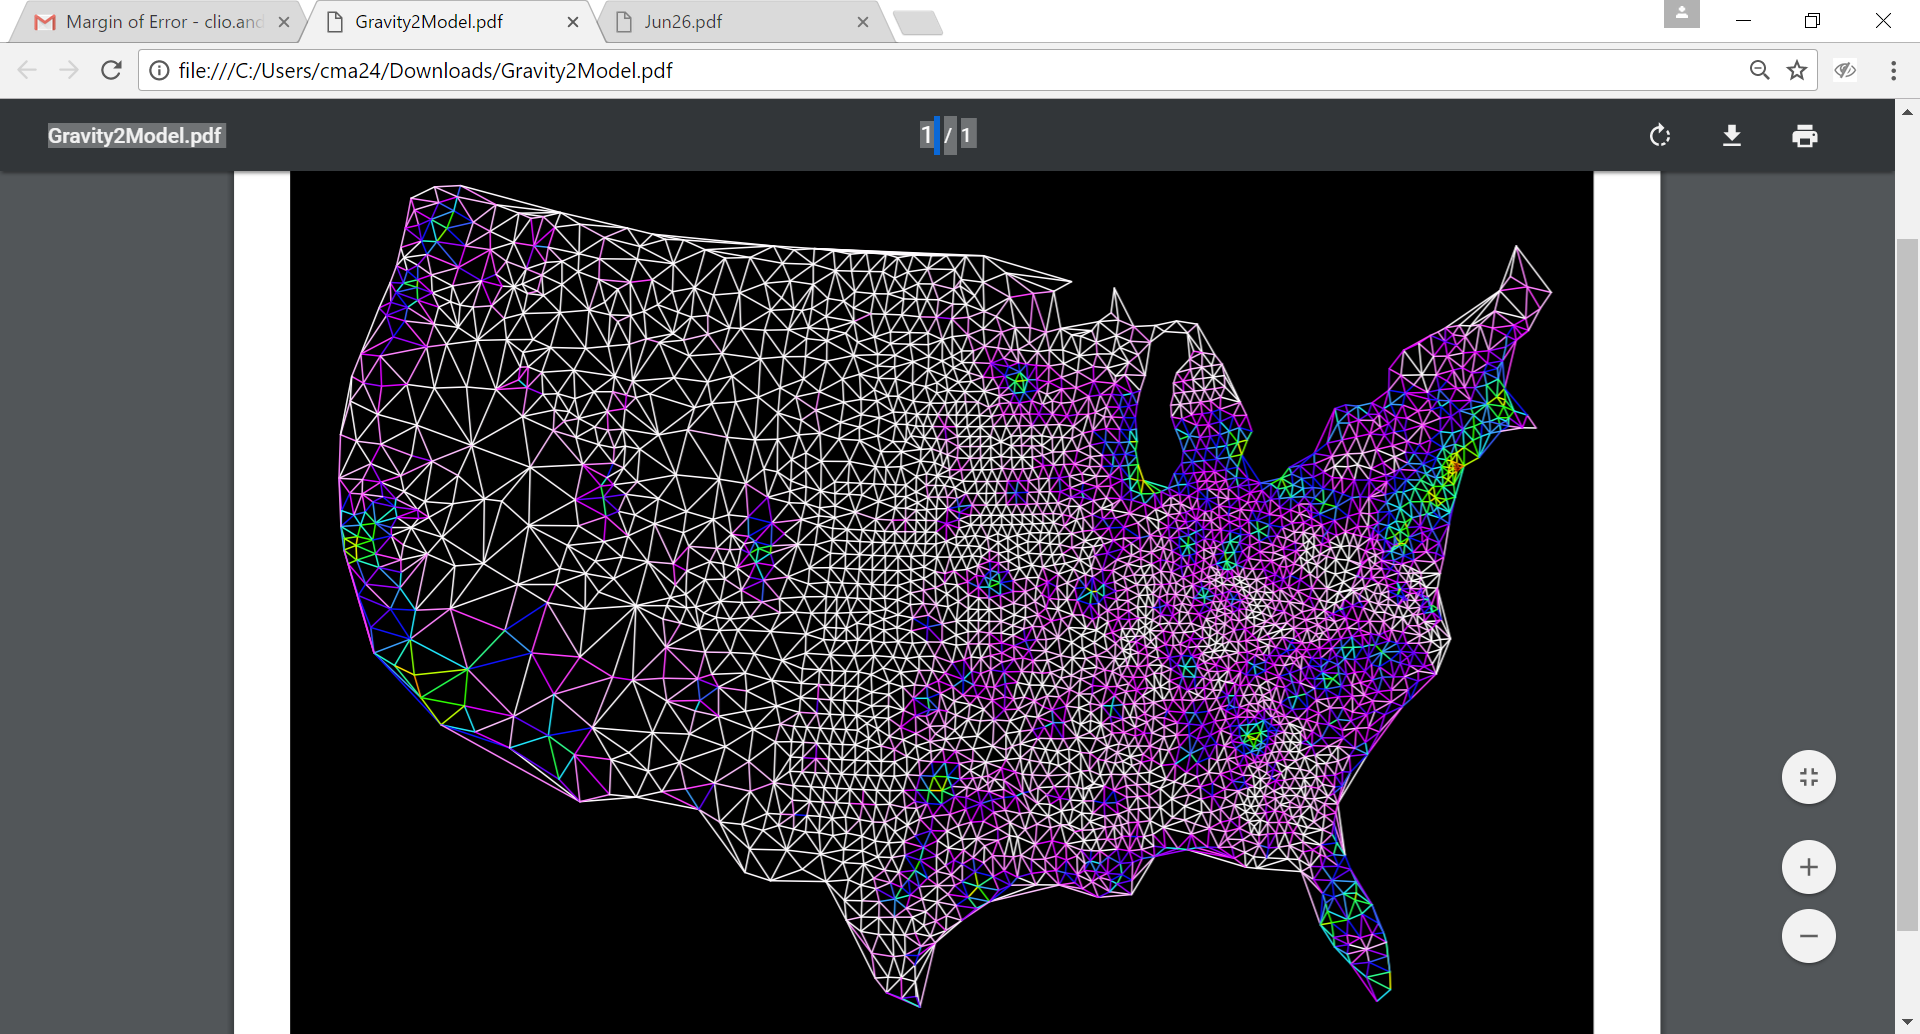 Margin of Error - clio.and
Gravity2Model.pdf
Jun26.pdf
file:///C:/Users/cma24/Downloads/Gravity2Model.pdf
Gravity2Model.pdf
1 / 1